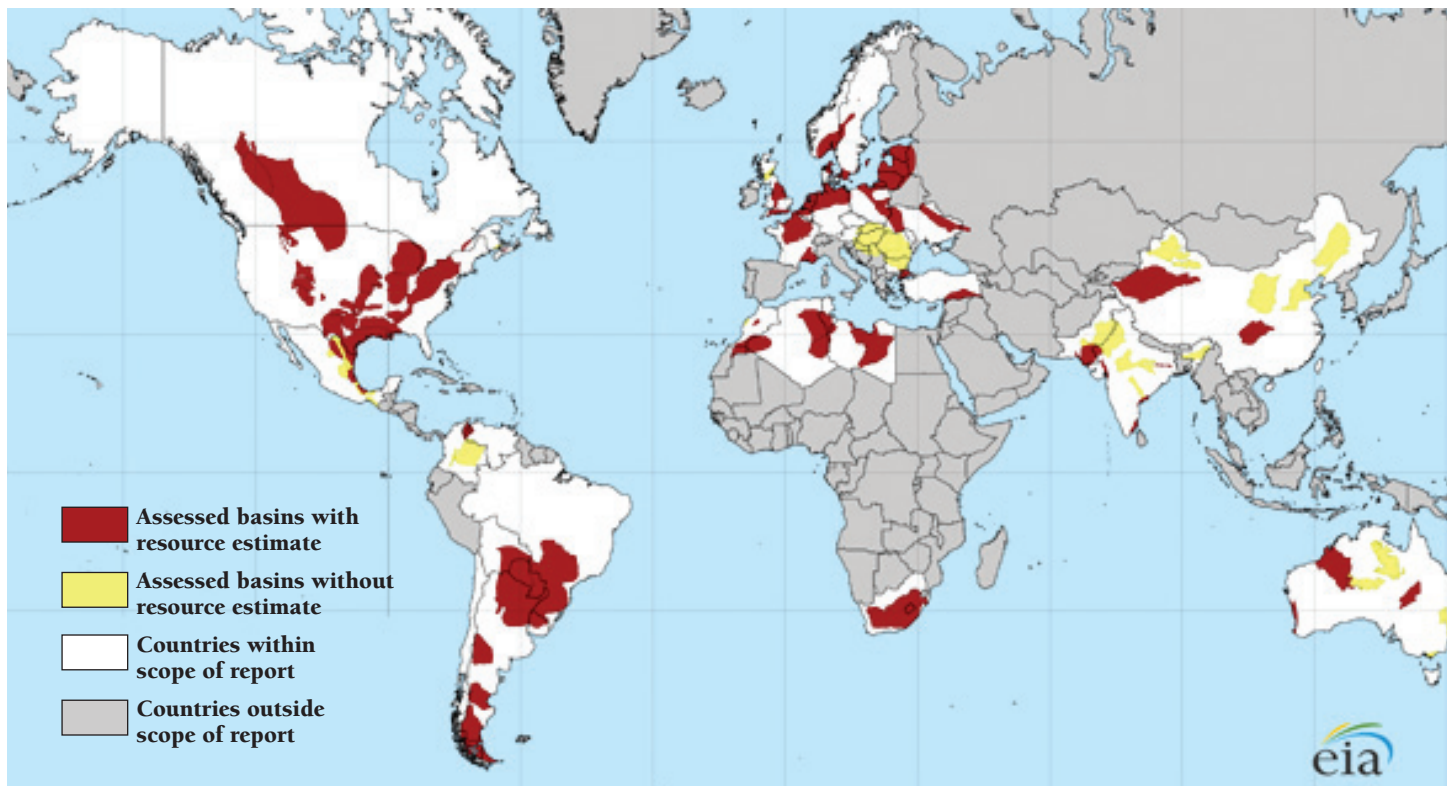 Assessed basins with
resource estimate
Assessed basins without
resource estimate
Countries within
scope of report
Countries outside
scope of report
eia